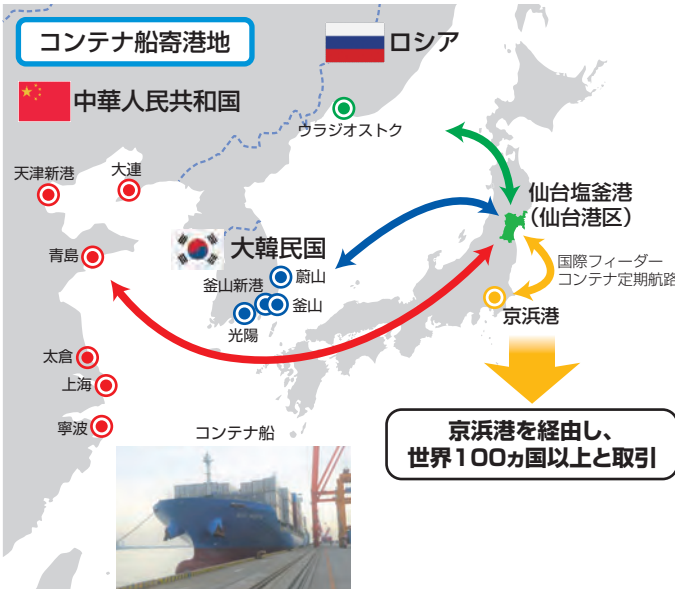 コンテナ船寄港地
ロシア
中華人民共和国
ウラジオストク
天津新港
大連
仙台塩釜港
(仙台港区)
青島
大韓民国
蔚山
釜山新港
釜山
光陽
国際フィーダー
コンテナ定期航路
京浜港
太倉
上海
寧波
コンテナ船
京浜港を経由し、
世界100ヵ国以上と取引